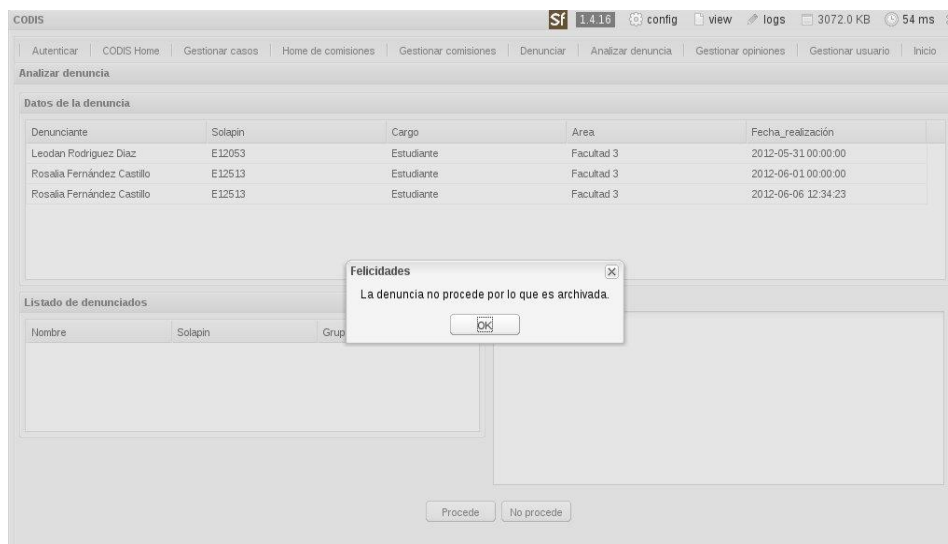 CODIS Sf 1.4.16 config view logs 3072.0 KB 54 ms
Autenticar CODIS Home Gestionar casos Home de comisiones Gestionar comisiones Denunciar Analizar denuncia Gestionar opiniones Gestionar usuario Inicio
Analizar denuncia
Datos de la denuncia
Denunciante Solapin Cargo Area Fecha_realización
Leodan Rodriguez Diaz E12053 Estudiante Facultad 3 2012-05-31 00:00:00
Rosalia Fernández Castillo E12513 Estudiante Facultad 3 2012-06-01 00:00:00
Rosalia Fernández Castillo E12513 Estudiante Facultad 3 2012-06-06 12:34:23
Felicidades
La denuncia no procede por lo que es archivada.
OK
Listado de denunciados
Nombre Solapin Grup
Procede No procede